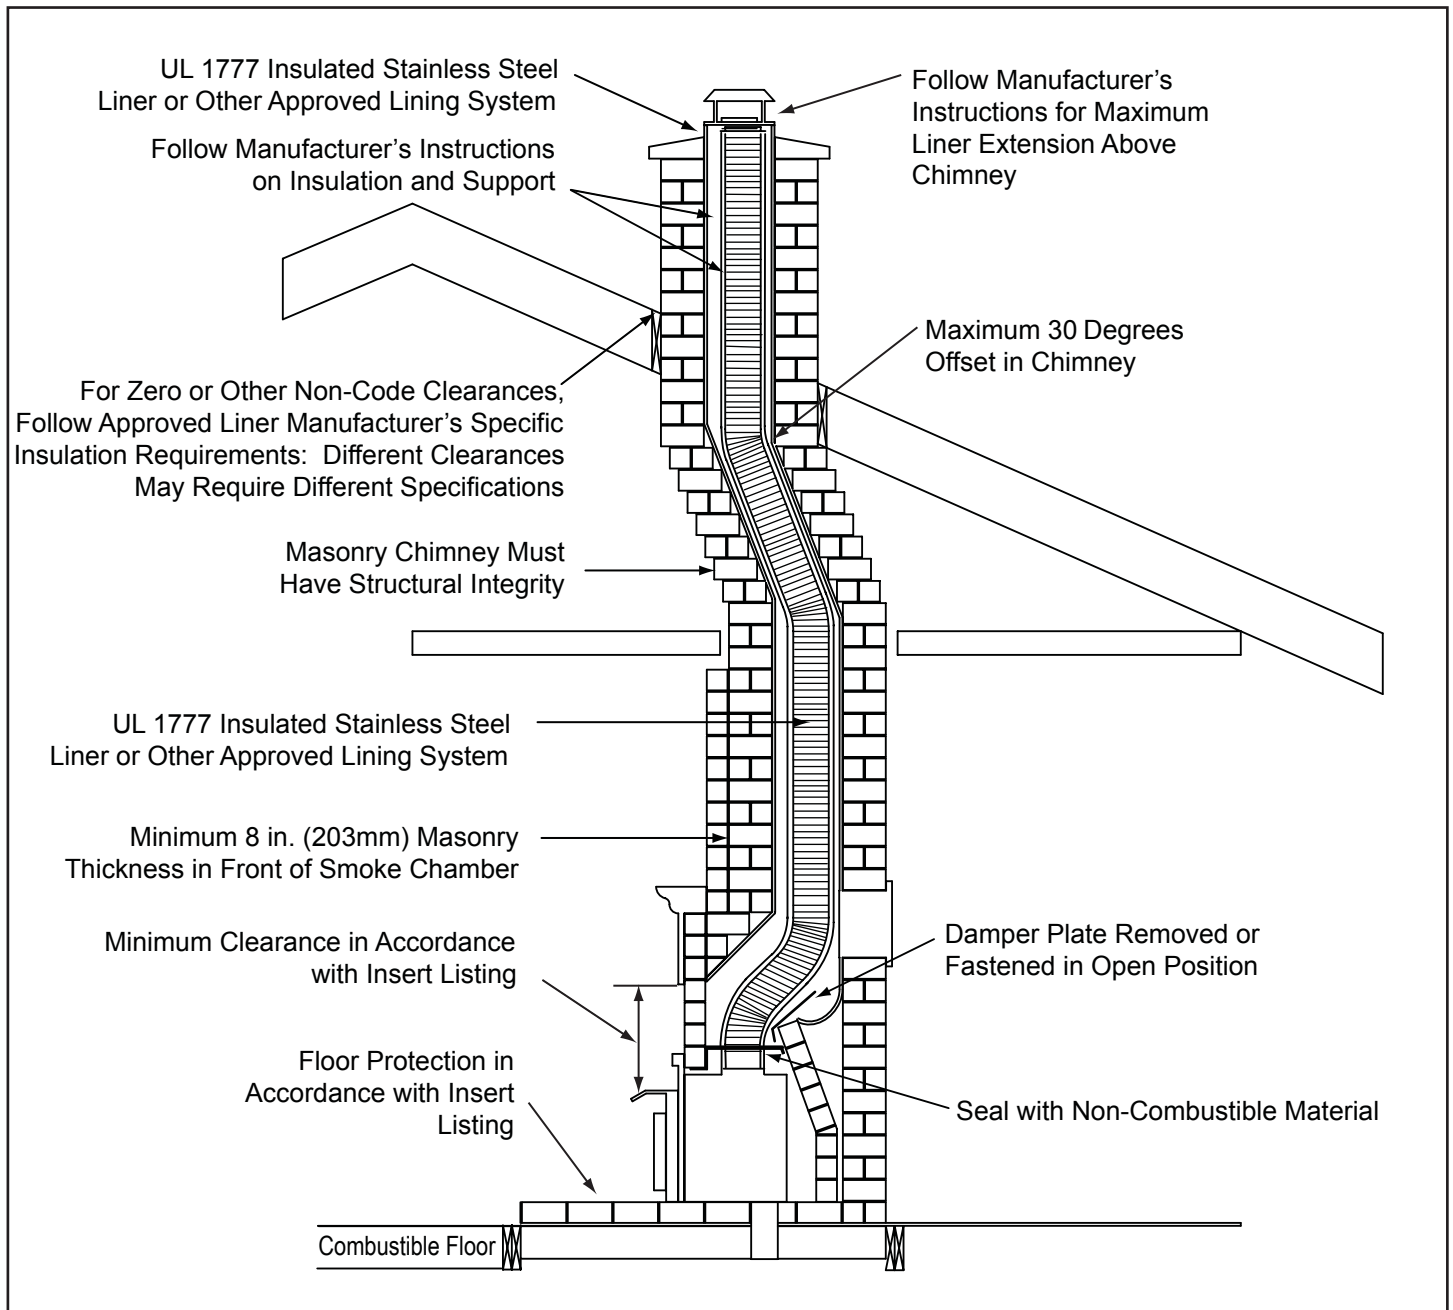 UL 1777 Insulated Stainless Steel
Liner or Other Approved Lining System
Follow Manufacturer's
Instructions for Maximum
Liner Extension Above
Chimney
Follow Manufacturer's Instructions
on Insulation and Support
Maximum 30 Degrees
Offset in Chimney
For Zero or Other Non-Code Clearances,
Follow Approved Liner Manufacturer's Specific
Insulation Requirements: Different Clearances
May Require Different Specifications
Masonry Chimney Must
Have Structural Integrity
UL 1777 Insulated Stainless Steel
Liner or Other Approved Lining System
Minimum 8 in. (203mm) Masonry
Thickness in Front of Smoke Chamber
Minimum Clearance in Accordance
with Insert Listing
Damper Plate Removed or
Fastened in Open Position
Floor Protection in
Accordance with Insert
Listing
Seal with Non-Combustible Material
Combustible Floor